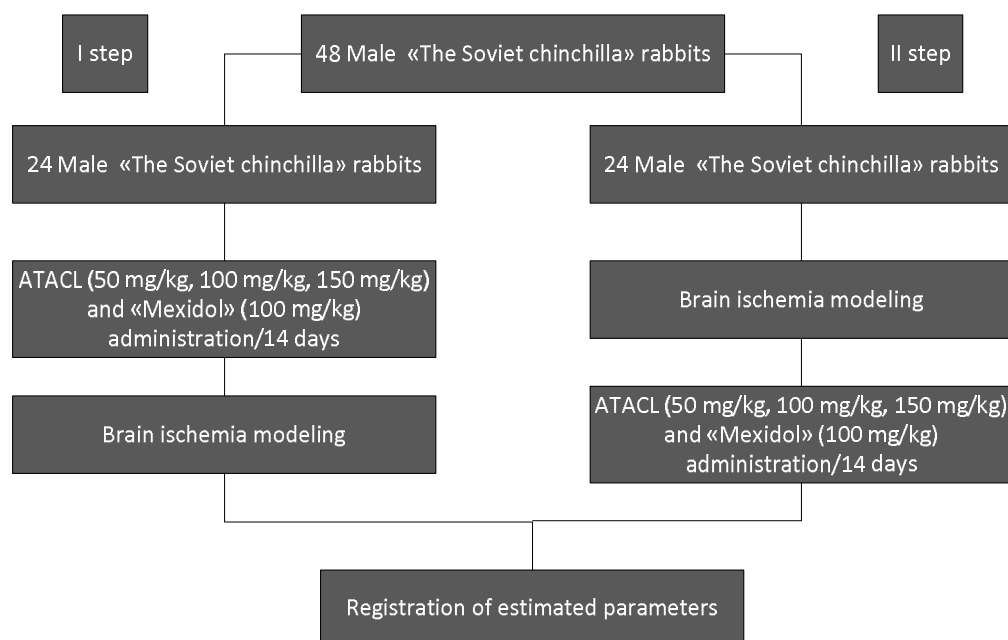 I step
48 Male «The Soviet chinchilla» rabbits
II step
24 Male «The Soviet chinchilla» rabbits
24 Male «The Soviet chinchilla» rabbits
ATACL (50 mg/kg, 100 mg/kg, 150 mg/kg)
and «Mexidol» (100 mg/kg)
administration/14 days
Brain ischemia modeling
Brain ischemia modeling
ATACL (50 mg/kg, 100 mg/kg, 150 mg/kg)
and «Mexidol» (100 mg/kg)
administration/14 days
Registration of estimated parameters